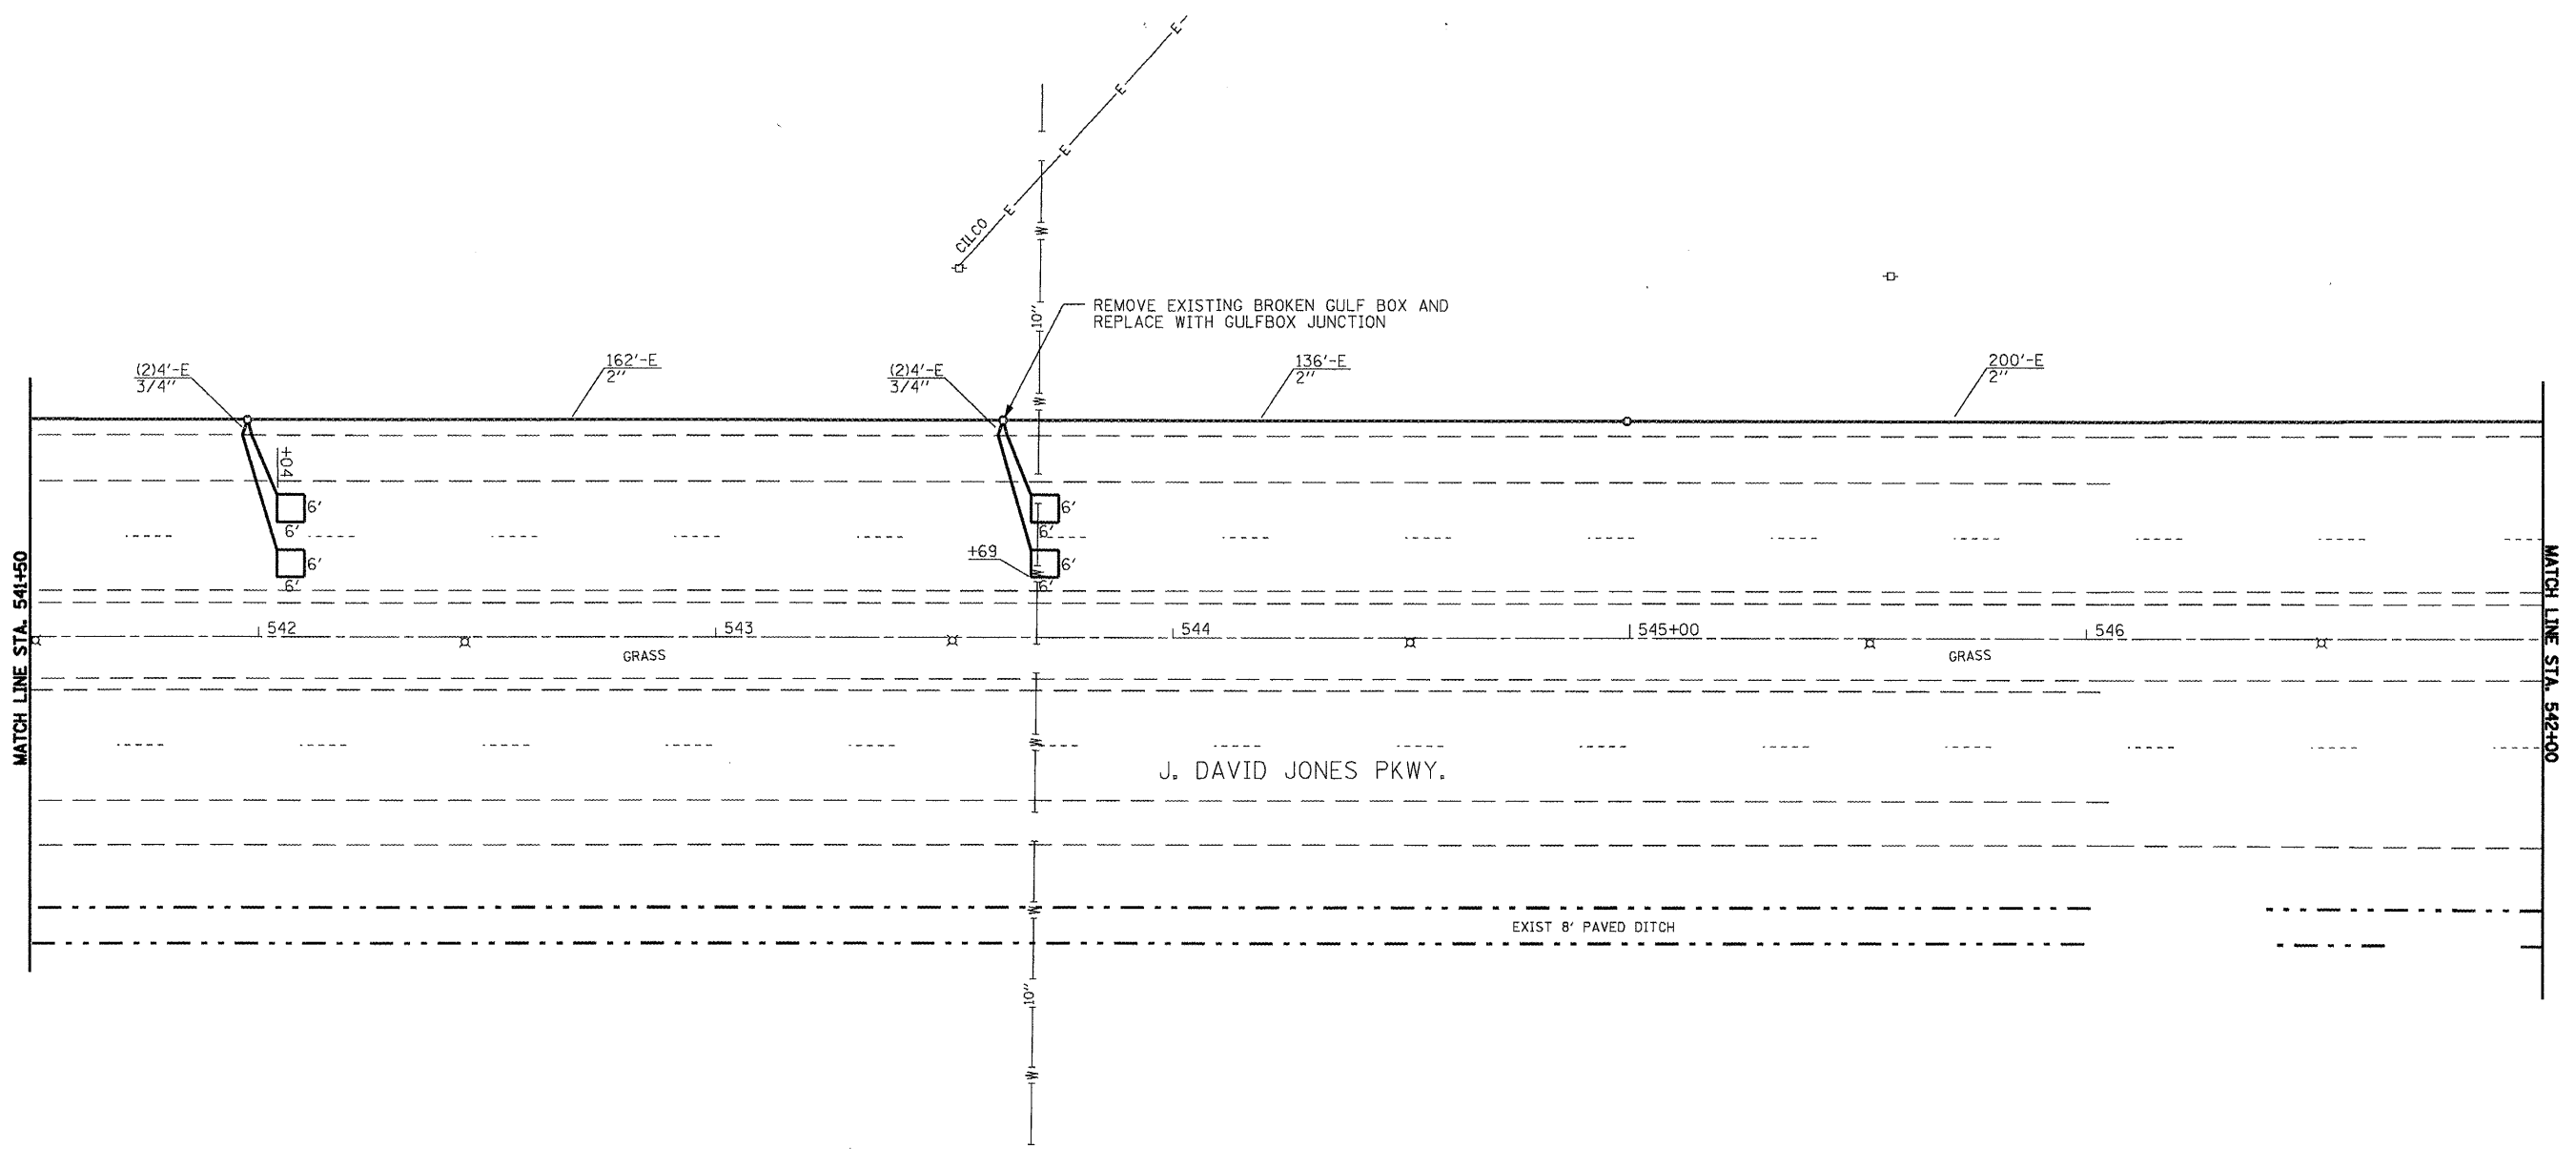 E
E
E
E
CILCO
W
10"
REMOVE EXISTING BROKEN GULF BOX AND
REPLACE WITH GULFBOX JUNCTION
(2)4'-E
3/4"
162'-E
2"
(2)4'-E
3/4"
136'-E
2"
200'-E
2"
W
+04
6'
6'
6'
6'
6'
6'
+69
W
6'
6'
MATCH LINE STA. 541+50
MATCH LINE STA. 542+00
542
543
544
545+00
546
GRASS
GRASS
W
J. DAVID JONES PKWY.
W
EXIST 8' PAVED DITCH
10"
W